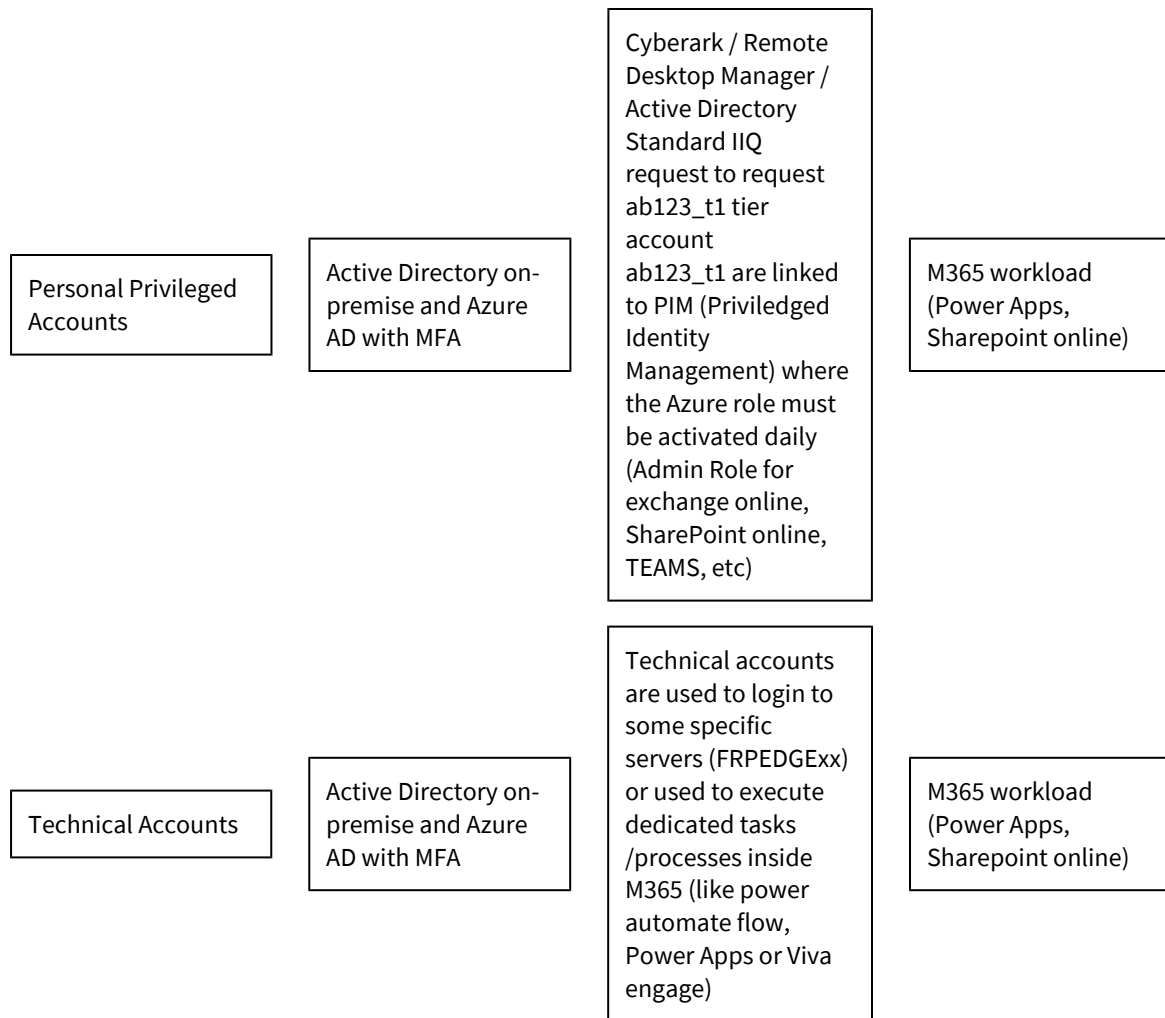 Personal Privileged
Accounts
Active Directory on-
premise and Azure
AD with MFA
Cyberark / Remote
Desktop Manager /
Active Directory
Standard IIQ
request to request
ab123_t1 tier
account
ab123_t1 are linked
to PIM (Priviledged
Identity
Management) where
the Azure role must
be activated daily
(Admin Role for
exchange online,
SharePoint online,
TEAMS, etc)
M365 workload
(Power Apps,
Sharepoint online)
Technical Accounts
Active Directory on-
premise and Azure
AD with MFA
Technical accounts
are used to login to
some specific
servers (FRPEDGExx)
or used to execute
dedicated tasks
/processes inside
M365 (like power
automate flow,
Power Apps or Viva
engage)
M365 workload
(Power Apps,
Sharepoint online)